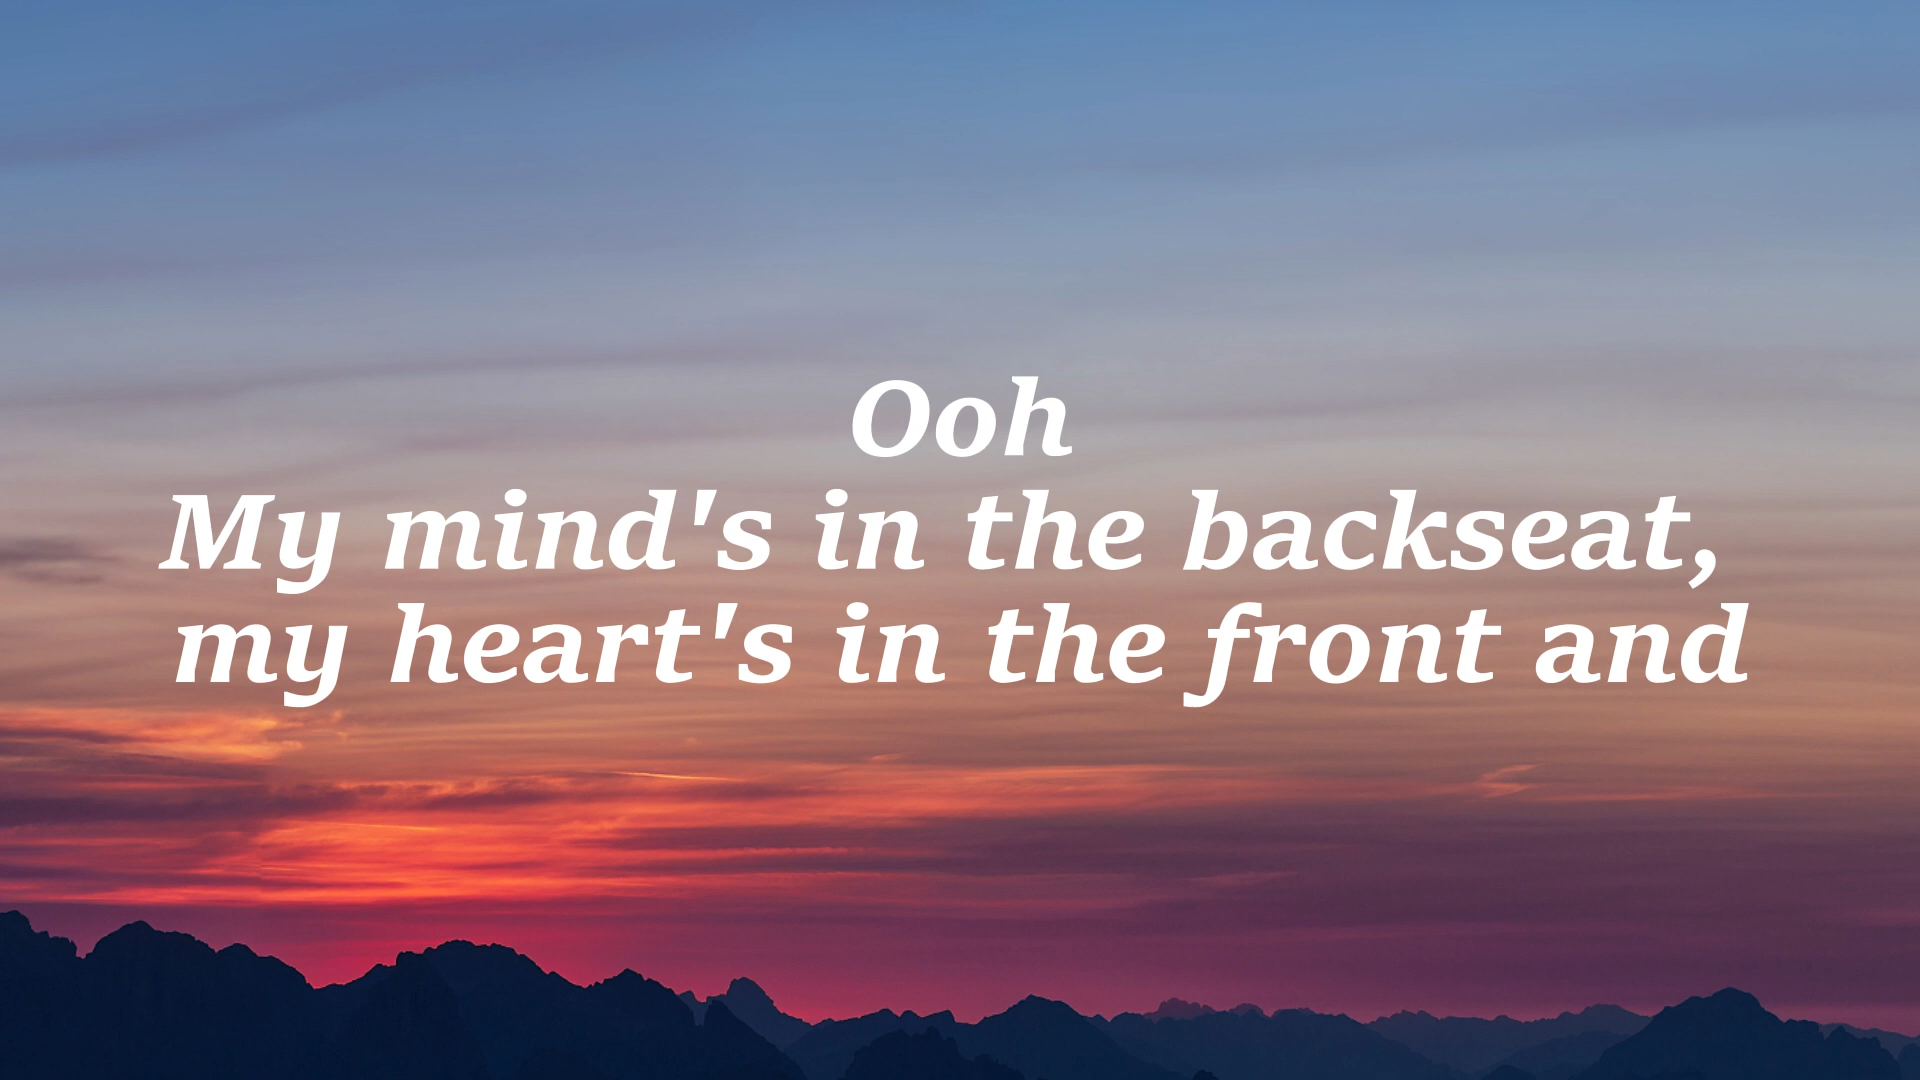 Ooh
My mind's in the backseat,
my heart's in the front and